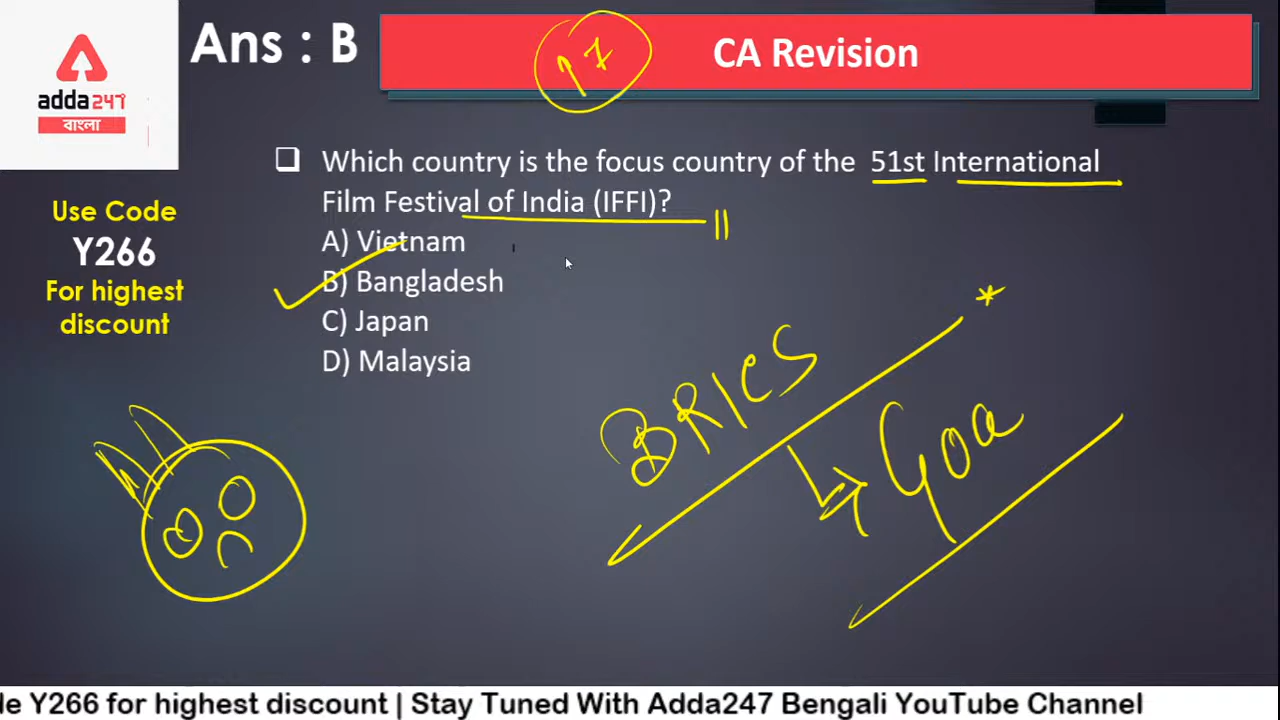 Ans : B
CA Revision
17
adda247
বাংলা
Use Code
Y266
For highest
discount
Which country is the focus country of the 51st International
Film Festival of India (IFFI)?
A) Vietnam
B) Bangladesh
C) Japan
D) Malaysia
BRICS
Goa
de Y266 for highest discount | Stay Tuned With Adda247 Bengali YouTube Channel